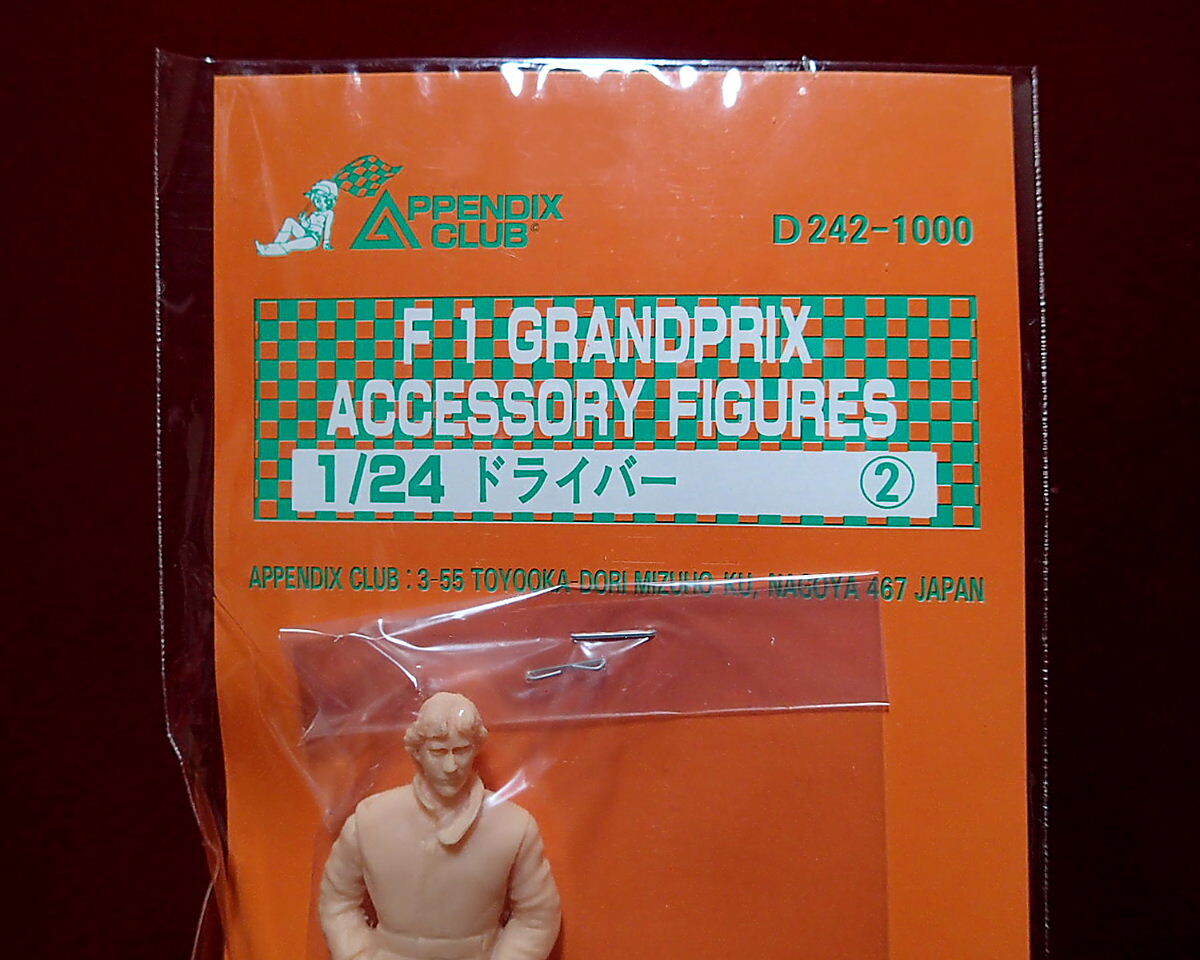 APPENDIX
CLUB©
D242-1000
F 1 GRANDPRIX
ACCESSORY FIGURES
1/24 ドライバー ②
APPENDIX CLUB : 3-55 TOYOOKA-DORI MIZUHO-KU, NAGOYA 467 JAPAN